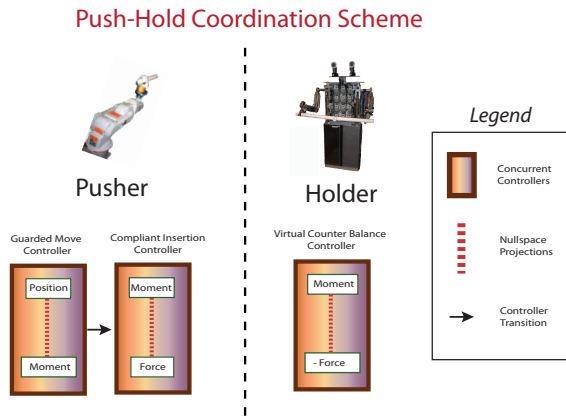 Push-Hold Coordination Scheme
Pusher
Holder
Guarded Move
Controller
Compliant Insertion
Controller
Virtual Counter Balance
Controller
Position
Moment
Moment
Force
Moment
- Force
Legend
Concurrent
Controllers
Nullspace
Projections
Controller
Transition